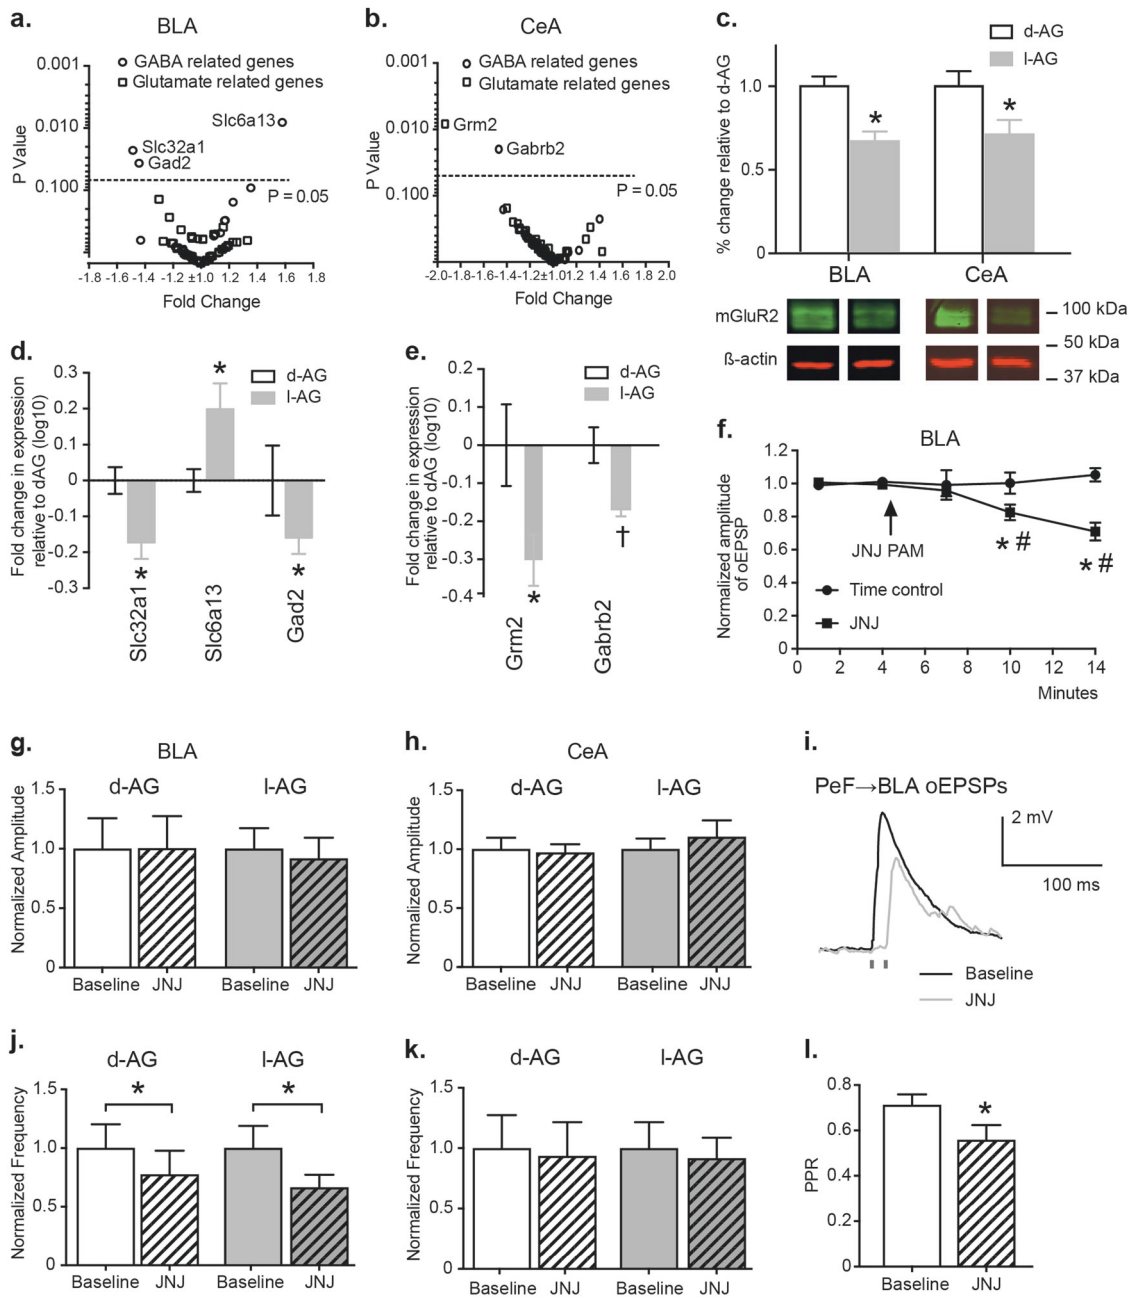 a.
BLA
GABA related genes
Glutamate related genes
0.001
0.010
0.100
P Value
Slc6a13
Slc32a1
Gad2
P = 0.05
-1.8 -1.6 -1.4 -1.2 ±1.0 1.2 1.4 1.6 1.8
Fold Change
b.
CeA
GABA related genes
Glutamate related genes
0.001
0.010
0.100
P Value
Grm2
Gabrb2
P = 0.05
-2.0 -1.8 -1.6 -1.4 -1.2 ±1.0 1.2 1.4 1.6 1.8 2.0
Fold Change
c.
d-AG
l-AG
% change relative to d-AG
1.0
0.5
0
*
*
BLA
CeA
mGluR2
ß-actin
100 kDa
50 kDa
37 kDa
d.
d-AG
l-AG
Fold change in expression
relative to dAG (log10)
0.3
0.2
0.1
0
-0.1
-0.2
-0.3
*
*
*
Slc32a1
Slc6a13
Gad2
e.
d-AG
l-AG
Fold change in expression
relative to dAG (log10)
0.2
0.1
0
-0.1
-0.2
-0.3
-0.4
*
†
Grm2
Gabrb2
f.
BLA
Normalized amplitude
of oEPSP
1.2
1.0
0.8
0.6
0.4
0.2
0
JNJ PAM
* #
* #
Time control
JNJ
0 2 4 6 8 10 12 14
Minutes
g.
BLA
d-AG
l-AG
Normalized Amplitude
1.5
1.0
0.5
0
Baseline JNJ Baseline JNJ
h.
CeA
d-AG
l-AG
Normalized Amplitude
1.5
1.0
0.5
0
Baseline JNJ Baseline JNJ
i.
PeF→BLA oEPSPs
2 mV
100 ms
Baseline
JNJ
j.
d-AG
l-AG
Normalized Frequency
1.5
1.0
0.5
0
*
*
Baseline JNJ Baseline JNJ
k.
d-AG
l-AG
Normalized Frequency
1.5
1.0
0.5
0
Baseline JNJ Baseline JNJ
l.
PPR
0.8
0.6
0.4
0.2
0
*
Baseline JNJ